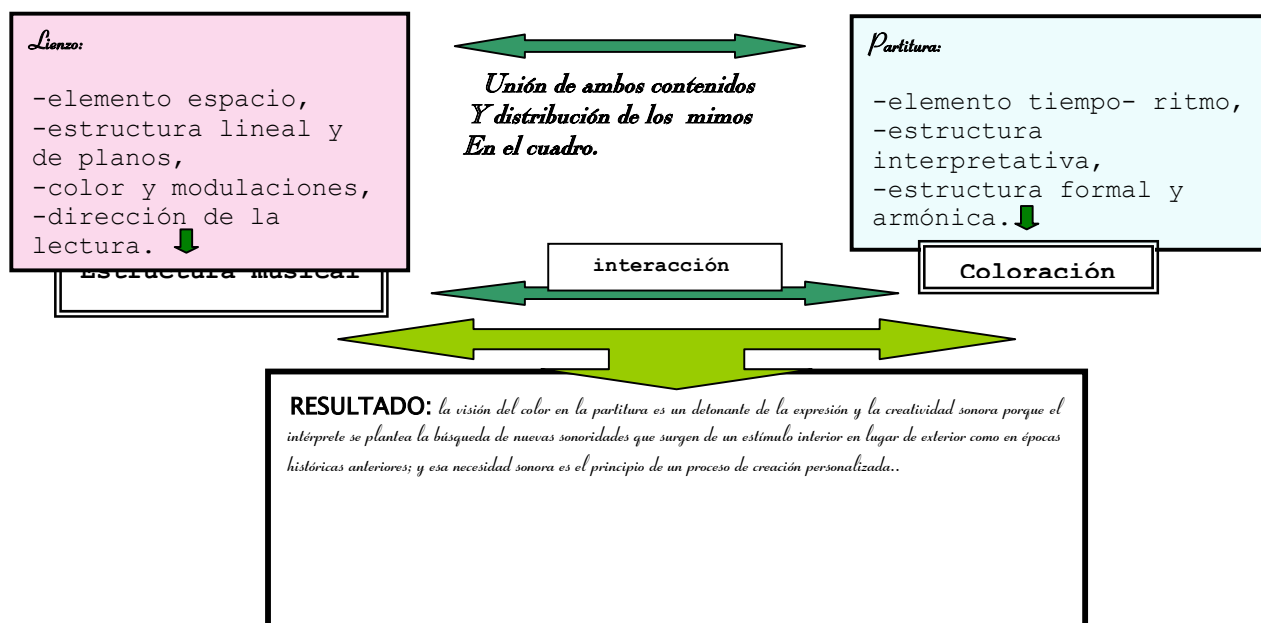 Lienzo:
-elemento espacio,
-estructura lineal y
de planos,
-color y modulaciones,
-dirección de la
lectura.
Estructura musical
Unión de ambos contenidos
Y distribución de los mimos
En el cuadro.
interacción
Partitura:
-elemento tiempo- ritmo,
-estructura
interpretativa,
-estructura formal y
armónica.
Coloración
RESULTADO: la visión del color en la partitura es un detonante de la expresión y la creatividad sonora porque el
intérprete se plantea la búsqueda de nuevas sonoridades que surgen de un estímulo interior en lugar de exterior como en épocas
históricas anteriores; y esa necesidad sonora es el principio de un proceso de creación personalizada..